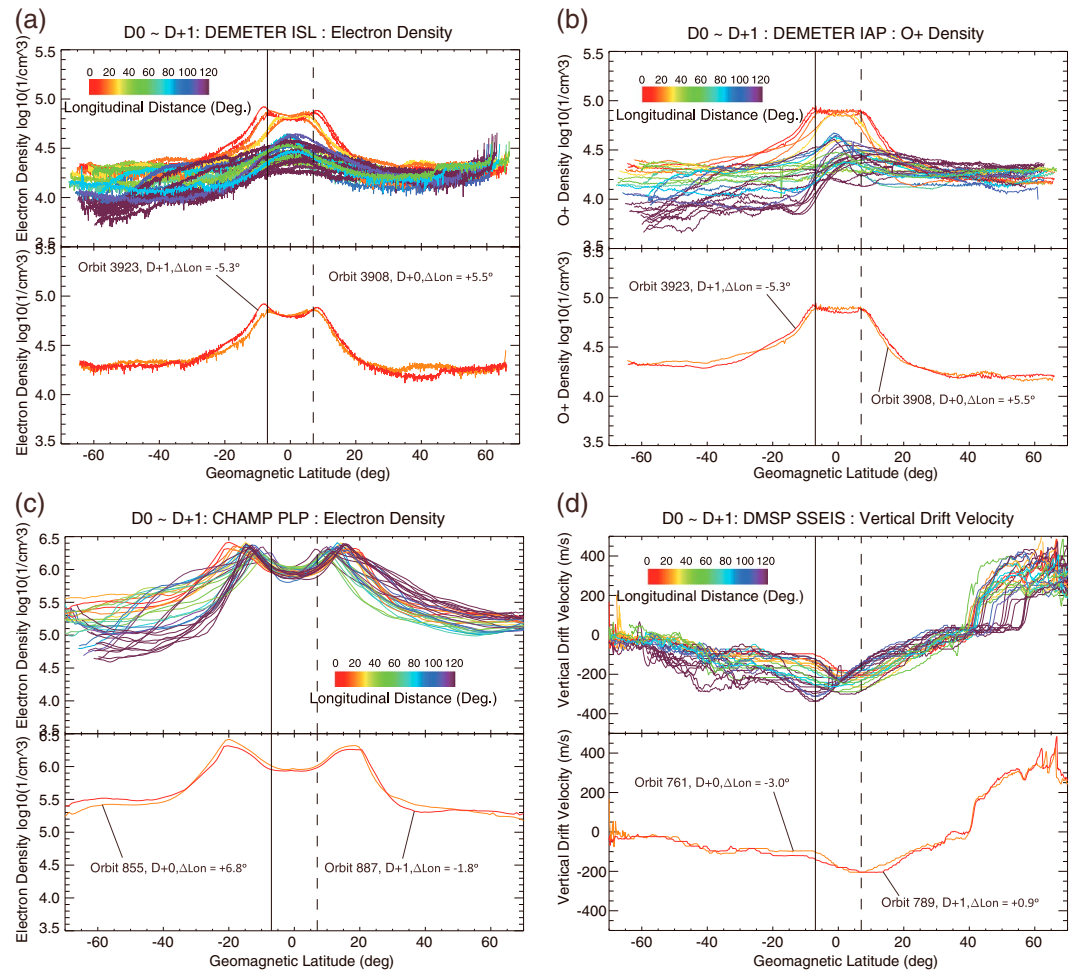 (a)
D0 ~ D+1: DEMETER ISL : Electron Density
5.5
0 20 40 60 80 100 120
5.0
Longitudinal Distance (Deg.)
4.5
4.0
3.5
Electron Density log10(1/cm^3)
Orbit 3923, D+1,ΔLon = -5.3°
Orbit 3908, D+0,ΔLon = +5.5°
5.0
4.5
4.0
3.5
Electron Density log10(1/cm^3)
-60 -40 -20 0 20 40 60
Geomagnetic Latitude (deg)
(b)
D0 ~ D+1 : DEMETER IAP : O+ Density
5.5
0 20 40 60 80 100 120
5.0
Longitudinal Distance (Deg.)
4.5
4.0
3.5
O+ Density log10(1/cm^3)
Orbit 3923, D+1,ΔLon = -5.3°
5.0
4.5
4.0
Orbit 3908, D+0,ΔLon = +5.5°
3.5
O+ Density log10(1/cm^3)
-60 -40 -20 0 20 40 60
Geomagnetic Latitude (deg)
(c)
D0 ~ D+1: CHAMP PLP : Electron Density
6.5
6.0
5.5
5.0
4.5
4.0
3.5
Electron Density log10(1/cm^3)
0 20 40 60 80 100 120
Longitudinal Distance (Deg.)
6.5
6.0
5.5
5.0
4.5
4.0
3.5
Electron Density log10(1/cm^3)
Orbit 855, D+0,ΔLon = +6.8°
Orbit 887, D+1,ΔLon = -1.8°
-60 -40 -20 0 20 40 60
Geomagnetic Latitude (deg)
(d)
D0 ~ D+1: DMSP SSEIS : Vertical Drift Velocity
0 20 40 60 80 100 120
Longitudinal Distance (Deg.)
400
200
0
-200
-400
Vertical Drift Velocity (m/s)
400
200
0
-200
-400
Vertical Drift Velocity (m/s)
Orbit 761, D+0,ΔLon = -3.0°
Orbit 789, D+1,ΔLon = +0.9°
-60 -40 -20 0 20 40 60
Geomagnetic Latitude (deg)